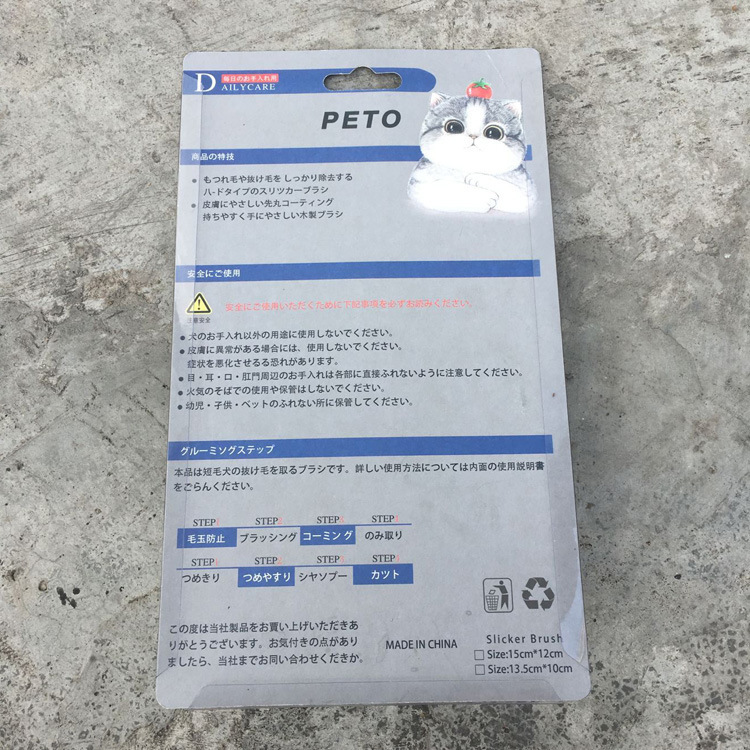 D 毎日のお手入れ用
AILYCARE
PETO
商品の特技
● もつれ毛や抜け毛を しっかり除去する
ハ-ドタイプのスリツカーブラシ
● 皮膚にやさしい先丸コーティング
持ちやすく手にやさしい木製ブラシ
安全にご使用
安全にご使用いただくために下記事項を必ずお踏みください。
注意安全
● 犬のお手入れ以外の用途に使用しないでください。
● 皮膚に異常がある場合には、使用しないでください。
症状を悪化させるる恐れがあります。
● 目・耳・口・肛門周辺のお手入れは各部に直接ふれないように注意してください。
● 火気のそばでの使用や保管はしないでください。
● 幼児・子供・ペットのふれない所に保管してください。
グルーミソグステップ
本品は短毛犬の抜け毛を取るブラシです。詳しい使用方法については内面の使用説明書
をごらんください。
STEP STEP STEP STEP
毛玉防止 ブラッシング コーミング のみ取り
STEP STEP STEP STEP
つめきり つめやすり シヤソブー カツト
この度は当社製品をお買い上げいただきあ
りがとうございます。お気付きの点があり
ましたら、当社までお問い合わせくだきか。
MADE IN CHINA
Slicker Brush
Size:15cm*12cm
Size:13.5cm*10cm